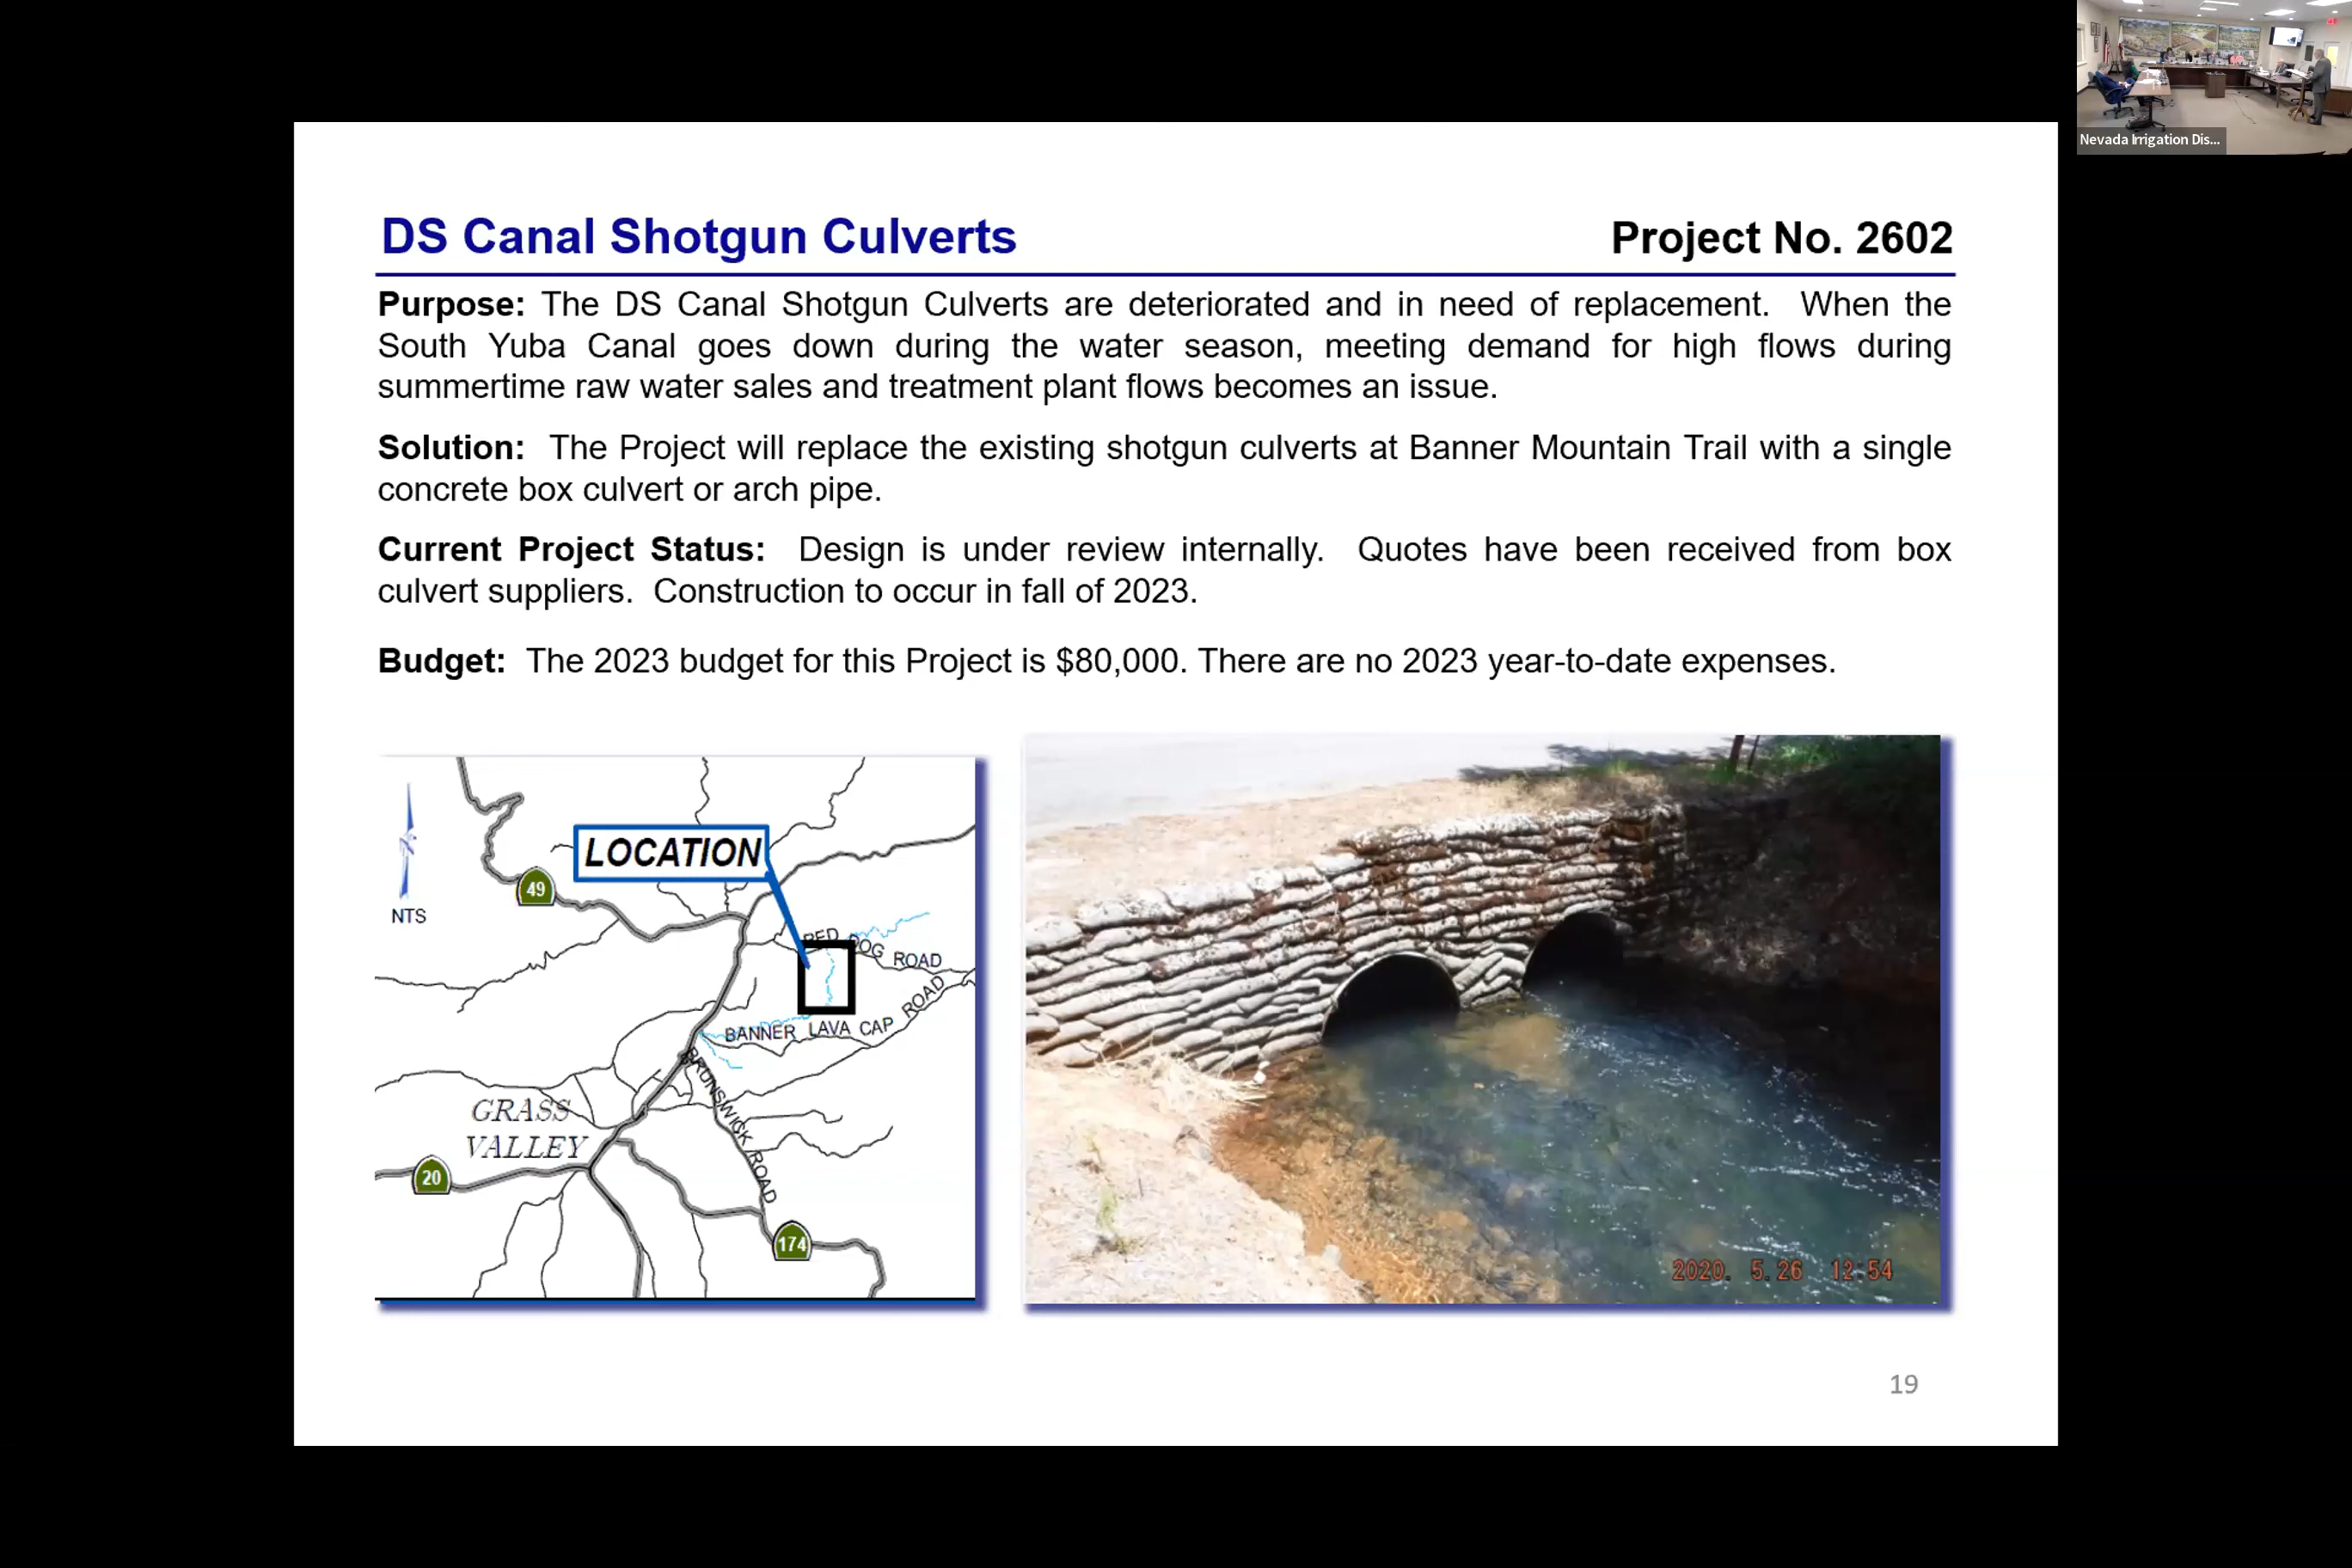 Nevada Irrigation Dis...
DS Canal Shotgun Culverts
Project No. 2602
Purpose: The DS Canal Shotgun Culverts are deteriorated and in need of replacement. When the
South Yuba Canal goes down during the water season, meeting demand for high flows during
summertime raw water sales and treatment plant flows becomes an issue.
Solution: The Project will replace the existing shotgun culverts at Banner Mountain Trail with a single
concrete box culvert or arch pipe.
Current Project Status: Design is under review internally. Quotes have been received from box
culvert suppliers. Construction to occur in fall of 2023.
Budget: The 2023 budget for this Project is $80,000. There are no 2023 year-to-date expenses.
LOCATION
49
NTS
RED DOG ROAD
BANNER LAVA CAP ROAD
BRUNSWICK ROAD
GRASS
VALLEY
20
174
2020. 5.26 12:54
19